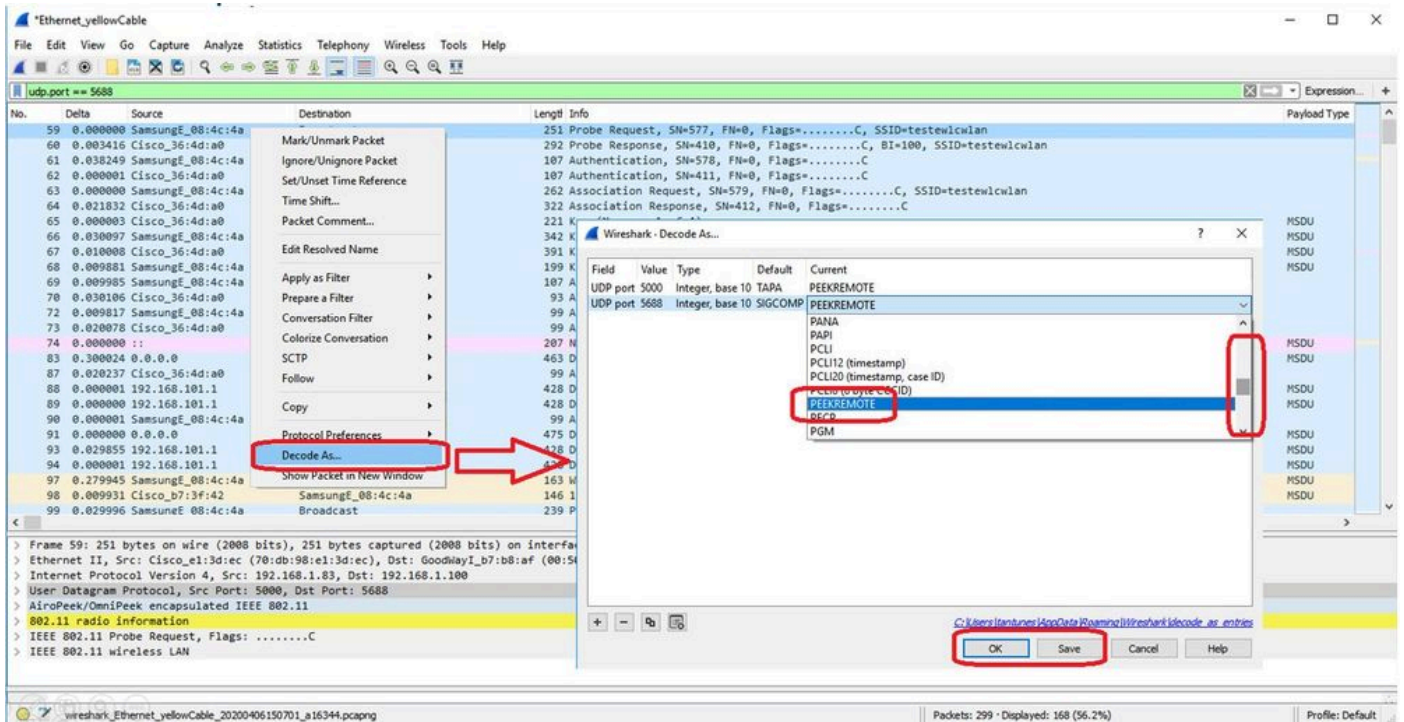 *Ethernet_yellowCable
File Edit View Go Capture Analyze Statistics Telephony Wireless Tools Help
udp.port == 5688
Expression... +
No. Delta Source Destination Lengtl Info Payload Type
59 0.000000 SamsungE_08:4c:4a 251 Probe Request, SN=577, FN=0, Flags=........C, SSID=testewlcwlan
60 0.003416 Cisco_36:4d:a0 292 Probe Response, SN=410, FN=0, Flags=........C, BI=100, SSID=testewlcwlan
61 0.038249 SamsungE_08:4c:4a 107 Authentication, SN=578, FN=0, Flags=........C
62 0.000001 Cisco_36:4d:a0 107 Authentication, SN=411, FN=0, Flags=........C
63 0.000000 SamsungE_08:4c:4a 262 Association Request, SN=579, FN=0, Flags=........C, SSID=testewlcwlan
64 0.021832 Cisco_36:4d:a0 322 Association Response, SN=412, FN=0, Flags=........C
65 0.000003 Cisco_36:4d:a0 221 K MSDU
66 0.030097 SamsungE_08:4c:4a 342 K MSDU
67 0.010008 Cisco_36:4d:a0 391 K MSDU
68 0.009881 SamsungE_08:4c:4a 199 K MSDU
69 0.009985 SamsungE_08:4c:4a 107 A
70 0.030106 Cisco_36:4d:a0 93 A
72 0.009817 SamsungE_08:4c:4a 99 A
73 0.020078 Cisco_36:4d:a0 99 A
74 0.000000 :: 207 N MSDU
83 0.300024 0.0.0.0 463 D MSDU
87 0.020237 Cisco_36:4d:a0 99 A
88 0.000001 192.168.101.1 428 D MSDU
89 0.000000 192.168.101.1 428 D MSDU
90 0.000001 SamsungE_08:4c:4a 99 A
91 0.000000 0.0.0.0 475 D MSDU
93 0.029855 192.168.101.1 428 D MSDU
94 0.000001 192.168.101.1 428 D MSDU
97 0.279945 SamsungE_08:4c:4a 163 W MSDU
98 0.009931 Cisco_b7:3f:42 SamsungE_08:4c:4a 146 1 MSDU
99 0.029996 SamsungE_08:4c:4a Broadcast 239 P
Mark/Unmark Packet
Ignore/Unignore Packet
Set/Unset Time Reference
Time Shift...
Packet Comment...
Edit Resolved Name
Apply as Filter
Prepare a Filter
Conversation Filter
Colorize Conversation
SCTP
Follow
Copy
Protocol Preferences
Decode As...
Show Packet in New Window
Wireshark · Decode As...
Field Value Type Default Current
UDP port 5000 Integer, base 10 TAPA PEEKREMOTE
UDP port 5688 Integer, base 10 SIGCOMP PEEKREMOTE
PANA
PAPI
PCLI
PCLI12 (timestamp)
PCLI20 (timestamp, case ID)
PCLI8 (8 byte CCCID)
PEEKREMOTE
PGM
C:\Users\tantunes\AppData\Roaming\Wireshark\decode_as_entries
OK Save Cancel Help
Frame 59: 251 bytes on wire (2008 bits), 251 bytes captured (2008 bits) on interfa
Ethernet II, Src: Cisco_e1:3d:ec (70:db:98:e1:3d:ec), Dst: GoodWayI_b7:b8:af (00:5
Internet Protocol Version 4, Src: 192.168.1.83, Dst: 192.168.1.100
User Datagram Protocol, Src Port: 5000, Dst Port: 5688
AiroPeek/OmniPeek encapsulated IEEE 802.11
802.11 radio information
IEEE 802.11 Probe Request, Flags: ........C
IEEE 802.11 wireless LAN
wireshark_Ethernet_yellowCable_20200406150701_a16344.pcapng
Packets: 299 · Displayed: 168 (56.2%)
Profile: Default